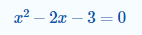 x² − 2x − 3 = 0